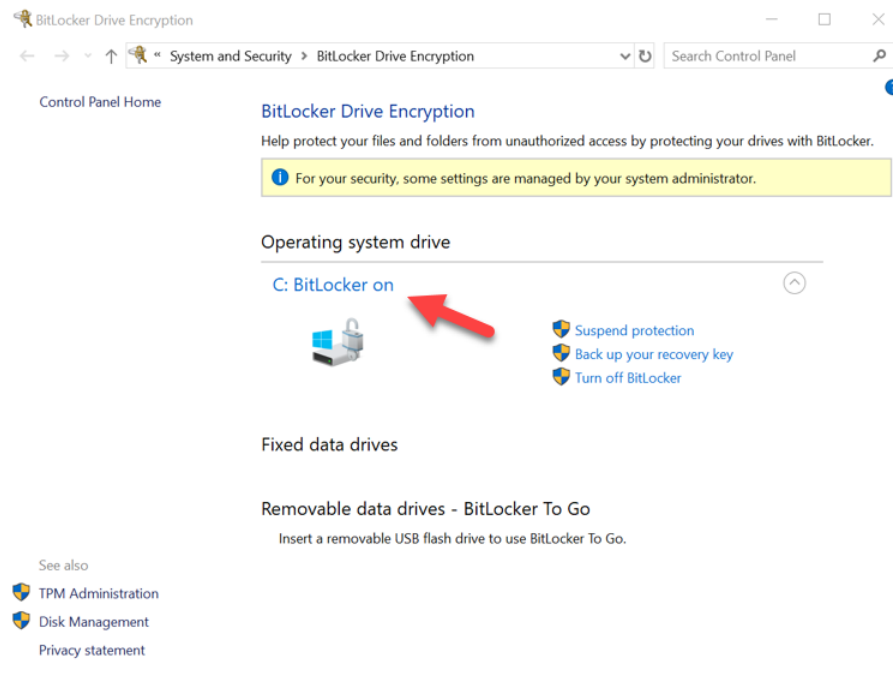 BitLocker Drive Encryption
« System and Security > BitLocker Drive Encryption
Search Control Panel
Control Panel Home
BitLocker Drive Encryption
Help protect your files and folders from unauthorized access by protecting your drives with BitLocker.
For your security, some settings are managed by your system administrator.
Operating system drive
C: BitLocker on
Suspend protection
Back up your recovery key
Turn off BitLocker
Fixed data drives
Removable data drives - BitLocker To Go
Insert a removable USB flash drive to use BitLocker To Go.
See also
TPM Administration
Disk Management
Privacy statement